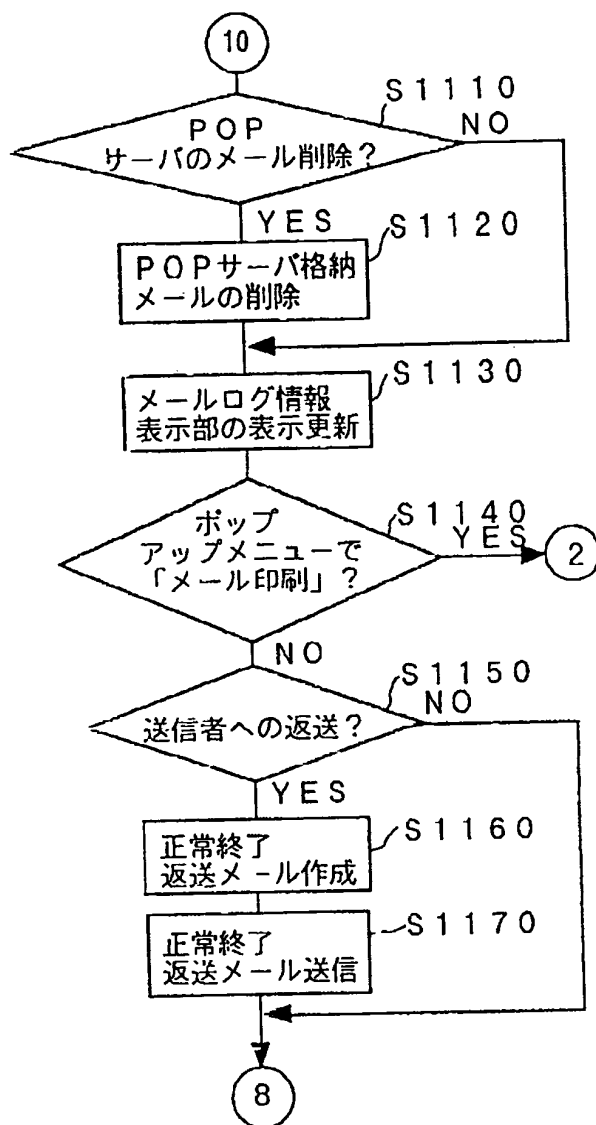 10
S1110
POP
サーバのメール削除?
NO
YES
S1120
POPサーバ格納
メールの削除
S1130
メールログ情報
表示部の表示更新
S1140
ポップ
アップメニューで
「メール印刷」?
YES
2
NO
S1150
送信者への返送?
NO
YES
S1160
正常終了
返送メール作成
S1170
正常終了
返送メール送信
8